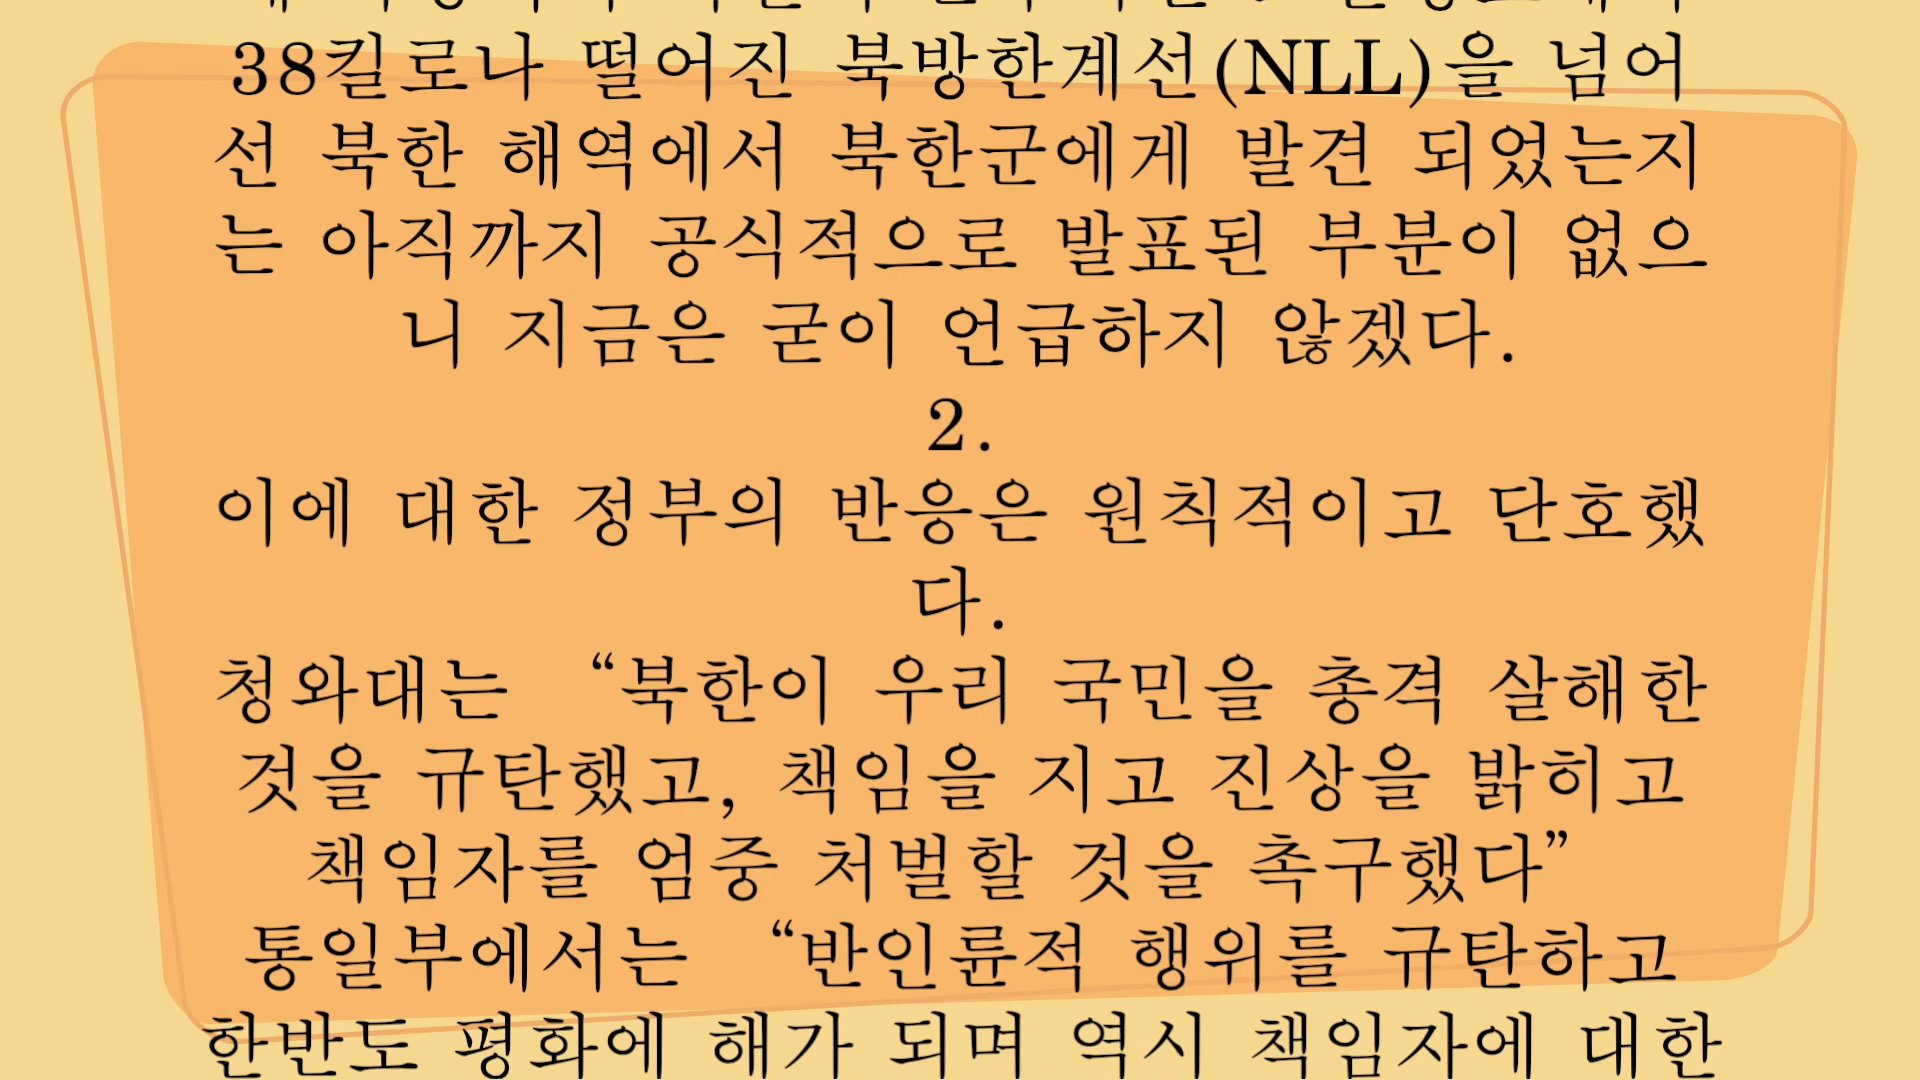 38킬로나 떨어진 북방한계선(NLL)을 넘어
선 북한 해역에서 북한군에게 발견 되었는지
는 아직까지 공식적으로 발표된 부분이 없으
니 지금은 굳이 언급하지 않겠다.
2.
이에 대한 정부의 반응은 원칙적이고 단호했
다.
청와대는 “북한이 우리 국민을 총격 살해한
것을 규탄했고, 책임을 지고 진상을 밝히고
책임자를 엄중 처벌할 것을 촉구했다”
통일부에서는 “반인륜적 행위를 규탄하고
한반도 평화에 해가 되며 역시 책임자에 대한